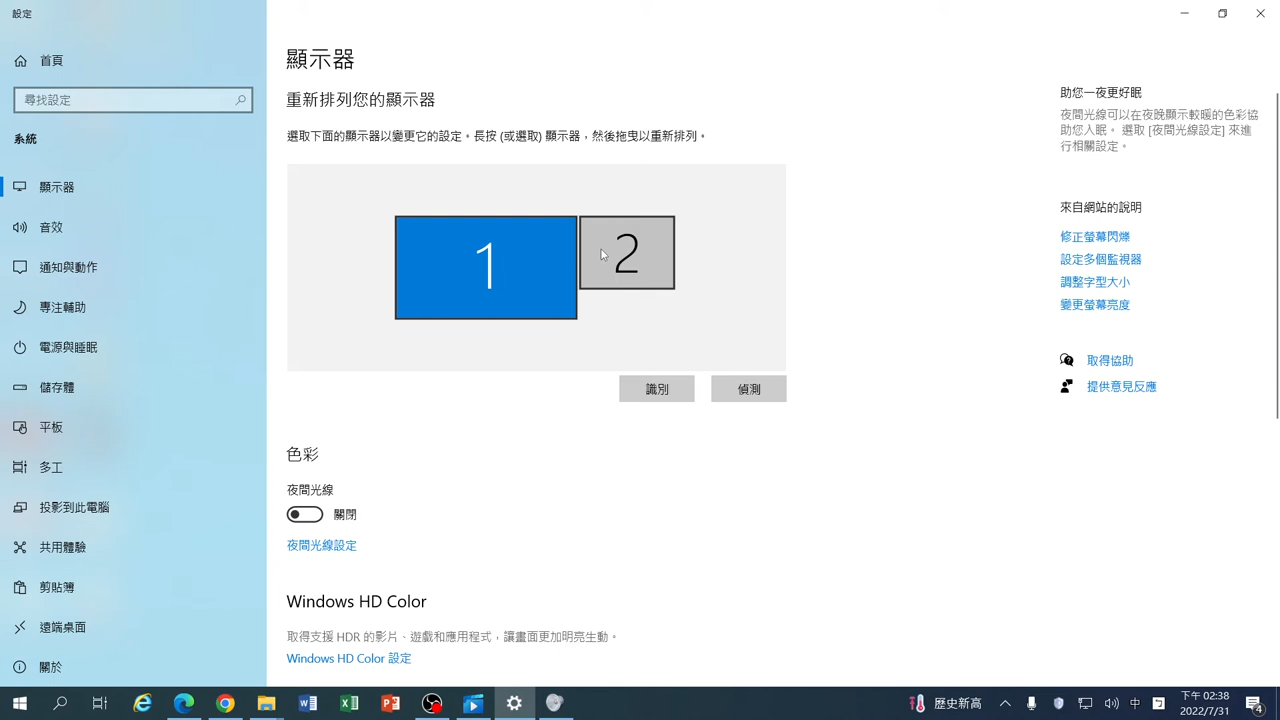 設定
首頁
尋找設定
系統
顯示器
音效
通知與動作
專注輔助
電源與睡眠
儲存體
平板
多工
投影到此電腦
共用體驗
剪貼簿
遠端桌面
關於
顯示器
重新排列您的顯示器
選取下面的顯示器以變更它的設定。長按 (或選取) 顯示器，然後拖曳以重新排列。
1
2
識別
偵測
色彩
夜間光線
關閉
夜間光線設定
Windows HD Color
取得支援 HDR 的影片、遊戲和應用程式，讓畫面更加明亮生動。
Windows HD Color 設定
助您一夜更好眠
夜間光線可以在夜晚顯示較暖的色彩協
助您入眠。 選取 [夜間光線設定] 來進
行相關設定。
來自網站的說明
修正螢幕閃爍
設定多個監視器
調整字型大小
變更螢幕亮度
取得協助
提供意見反應
歷史新高
中
下午 02:38
2022/7/31
4